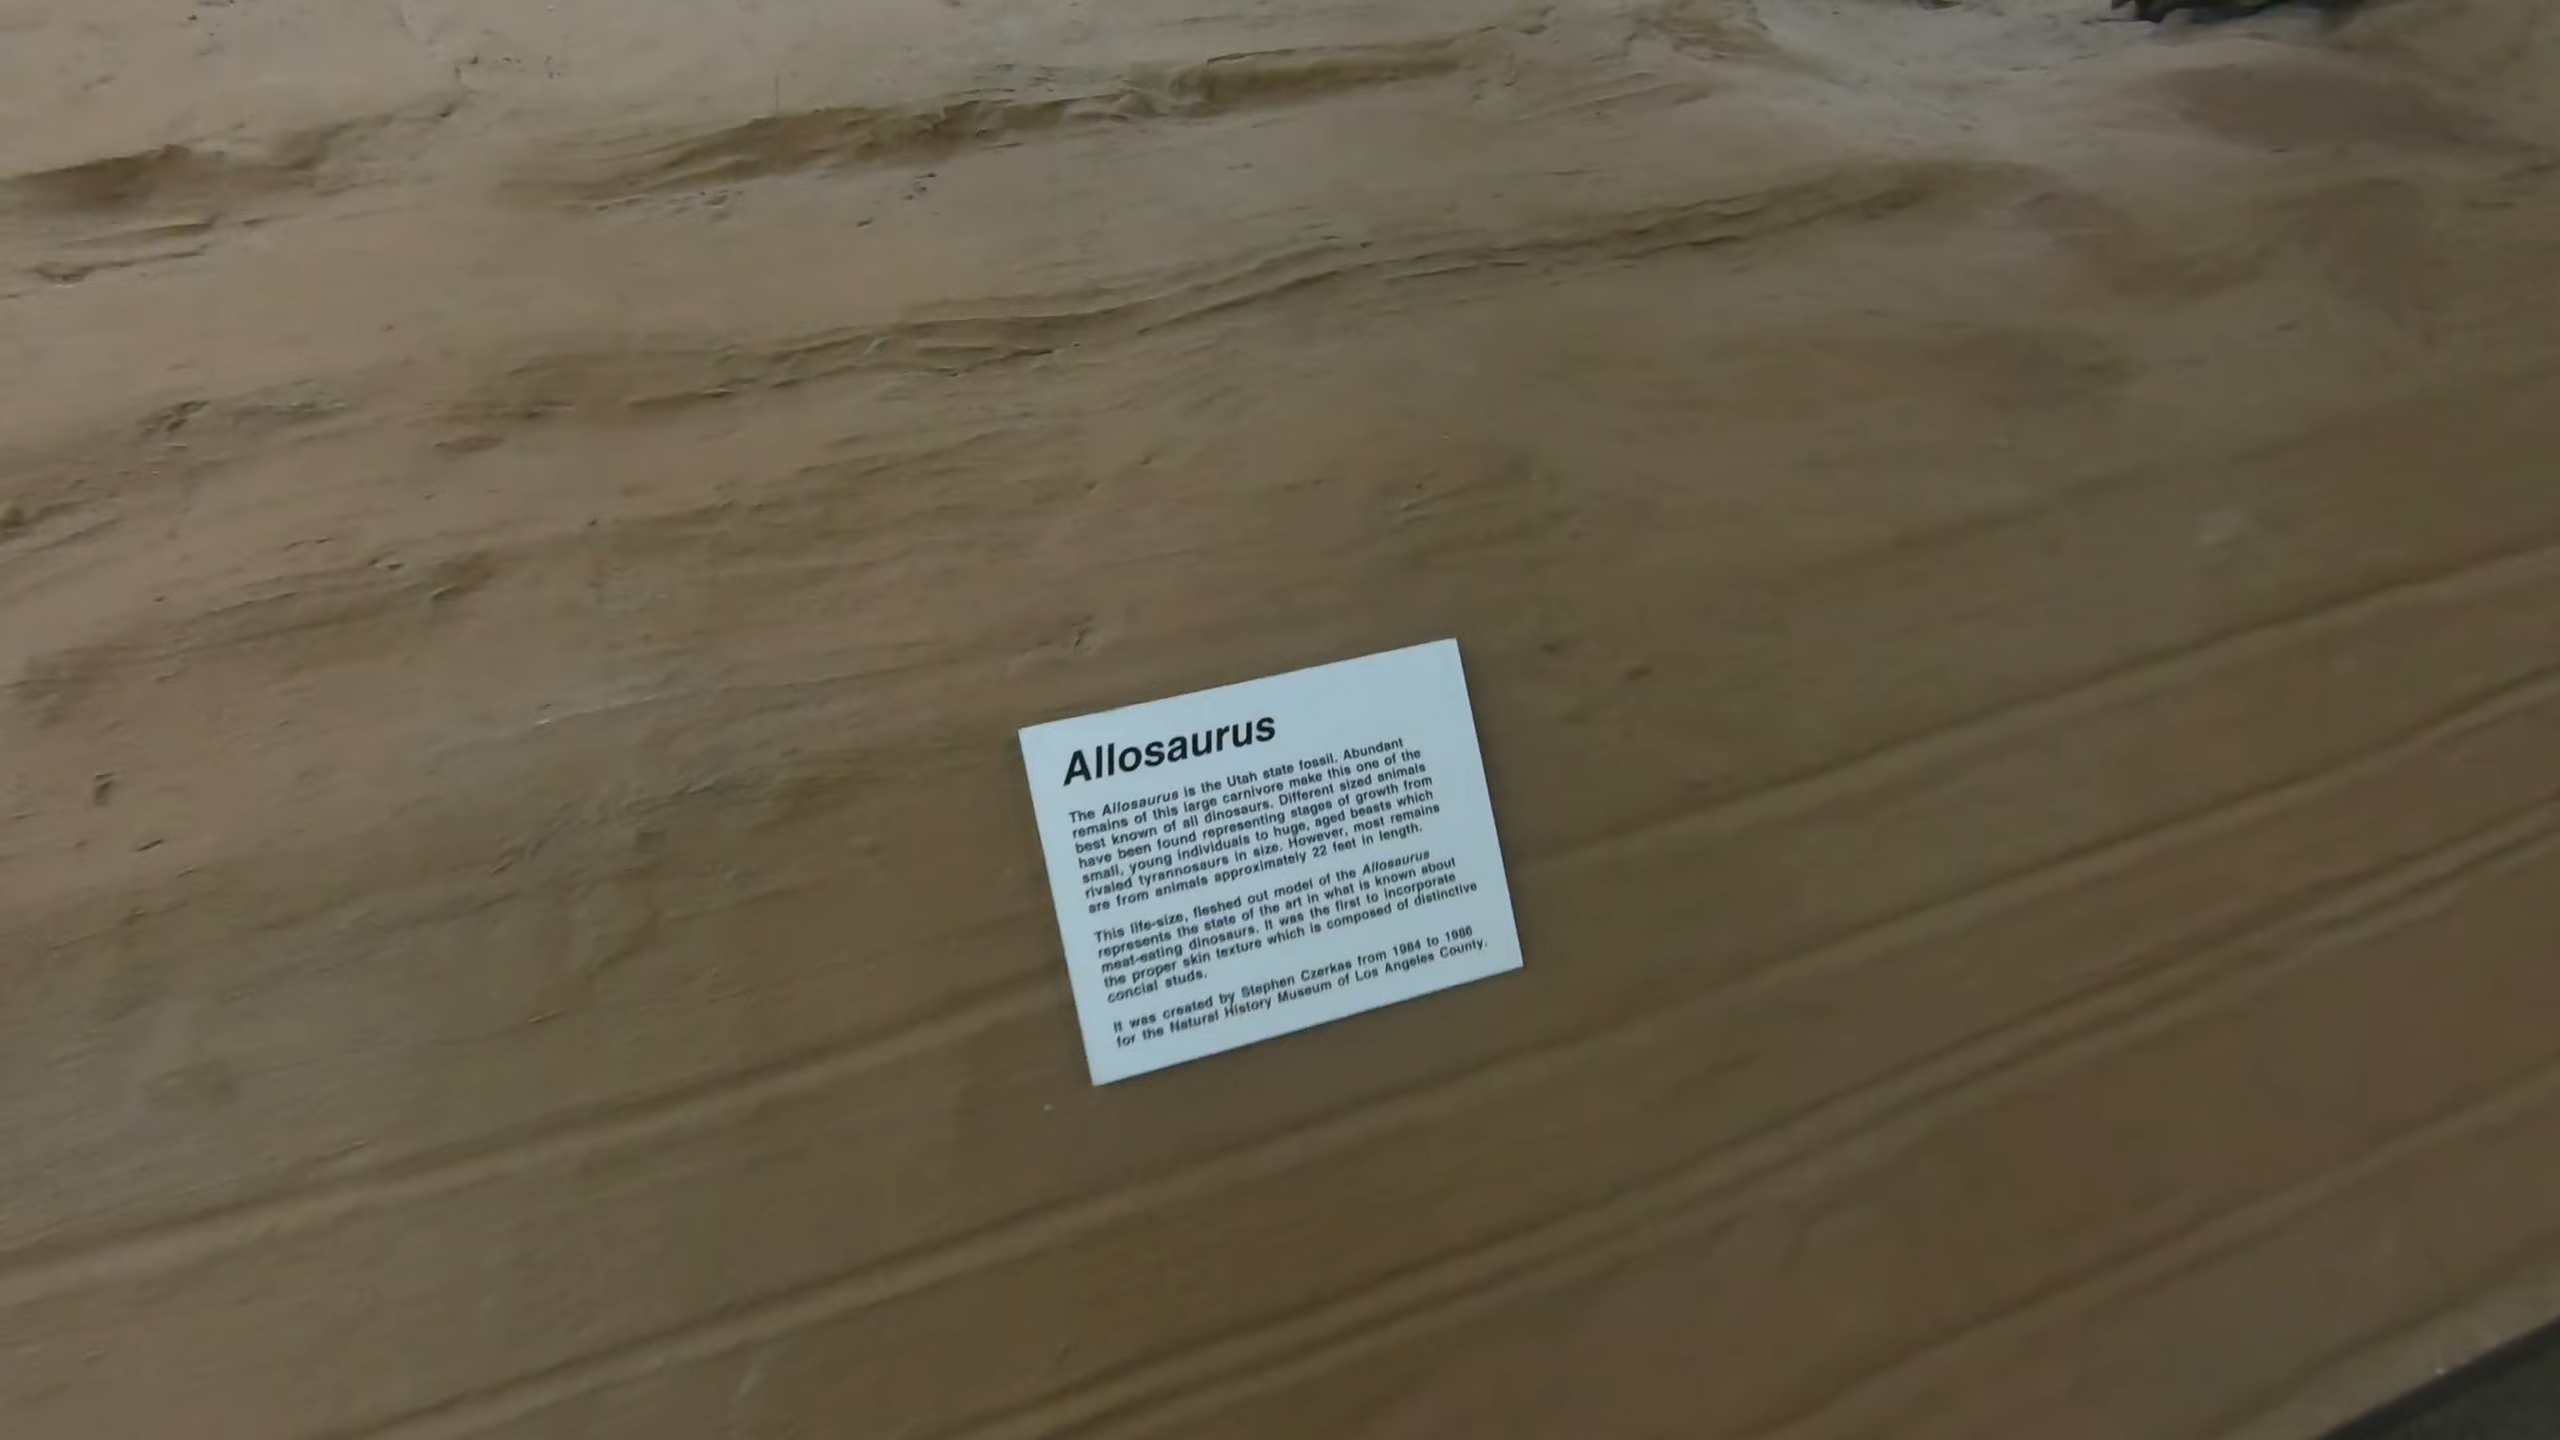 Allosaurus
The Allosaurus is the Utah state fossil. Abundant
remains of this large carnivore make this one of the
best known of all dinosaurs. Different sized animals
have been found representing stages of growth from
small, young individuals to huge, aged beasts which
rivaled tyrannosaurs in size. However, most remains
are from animals approximately 22 feet in length.
This life-size, fleshed out model of the Allosaurus
represents the state of the art in what is known about
meat-eating dinosaurs. It was the first to incorporate
the proper skin texture which is composed of distinctive
concial studs.
It was created by Stephen Czerkas from 1984 to 1986
for the Natural History Museum of Los Angeles County.